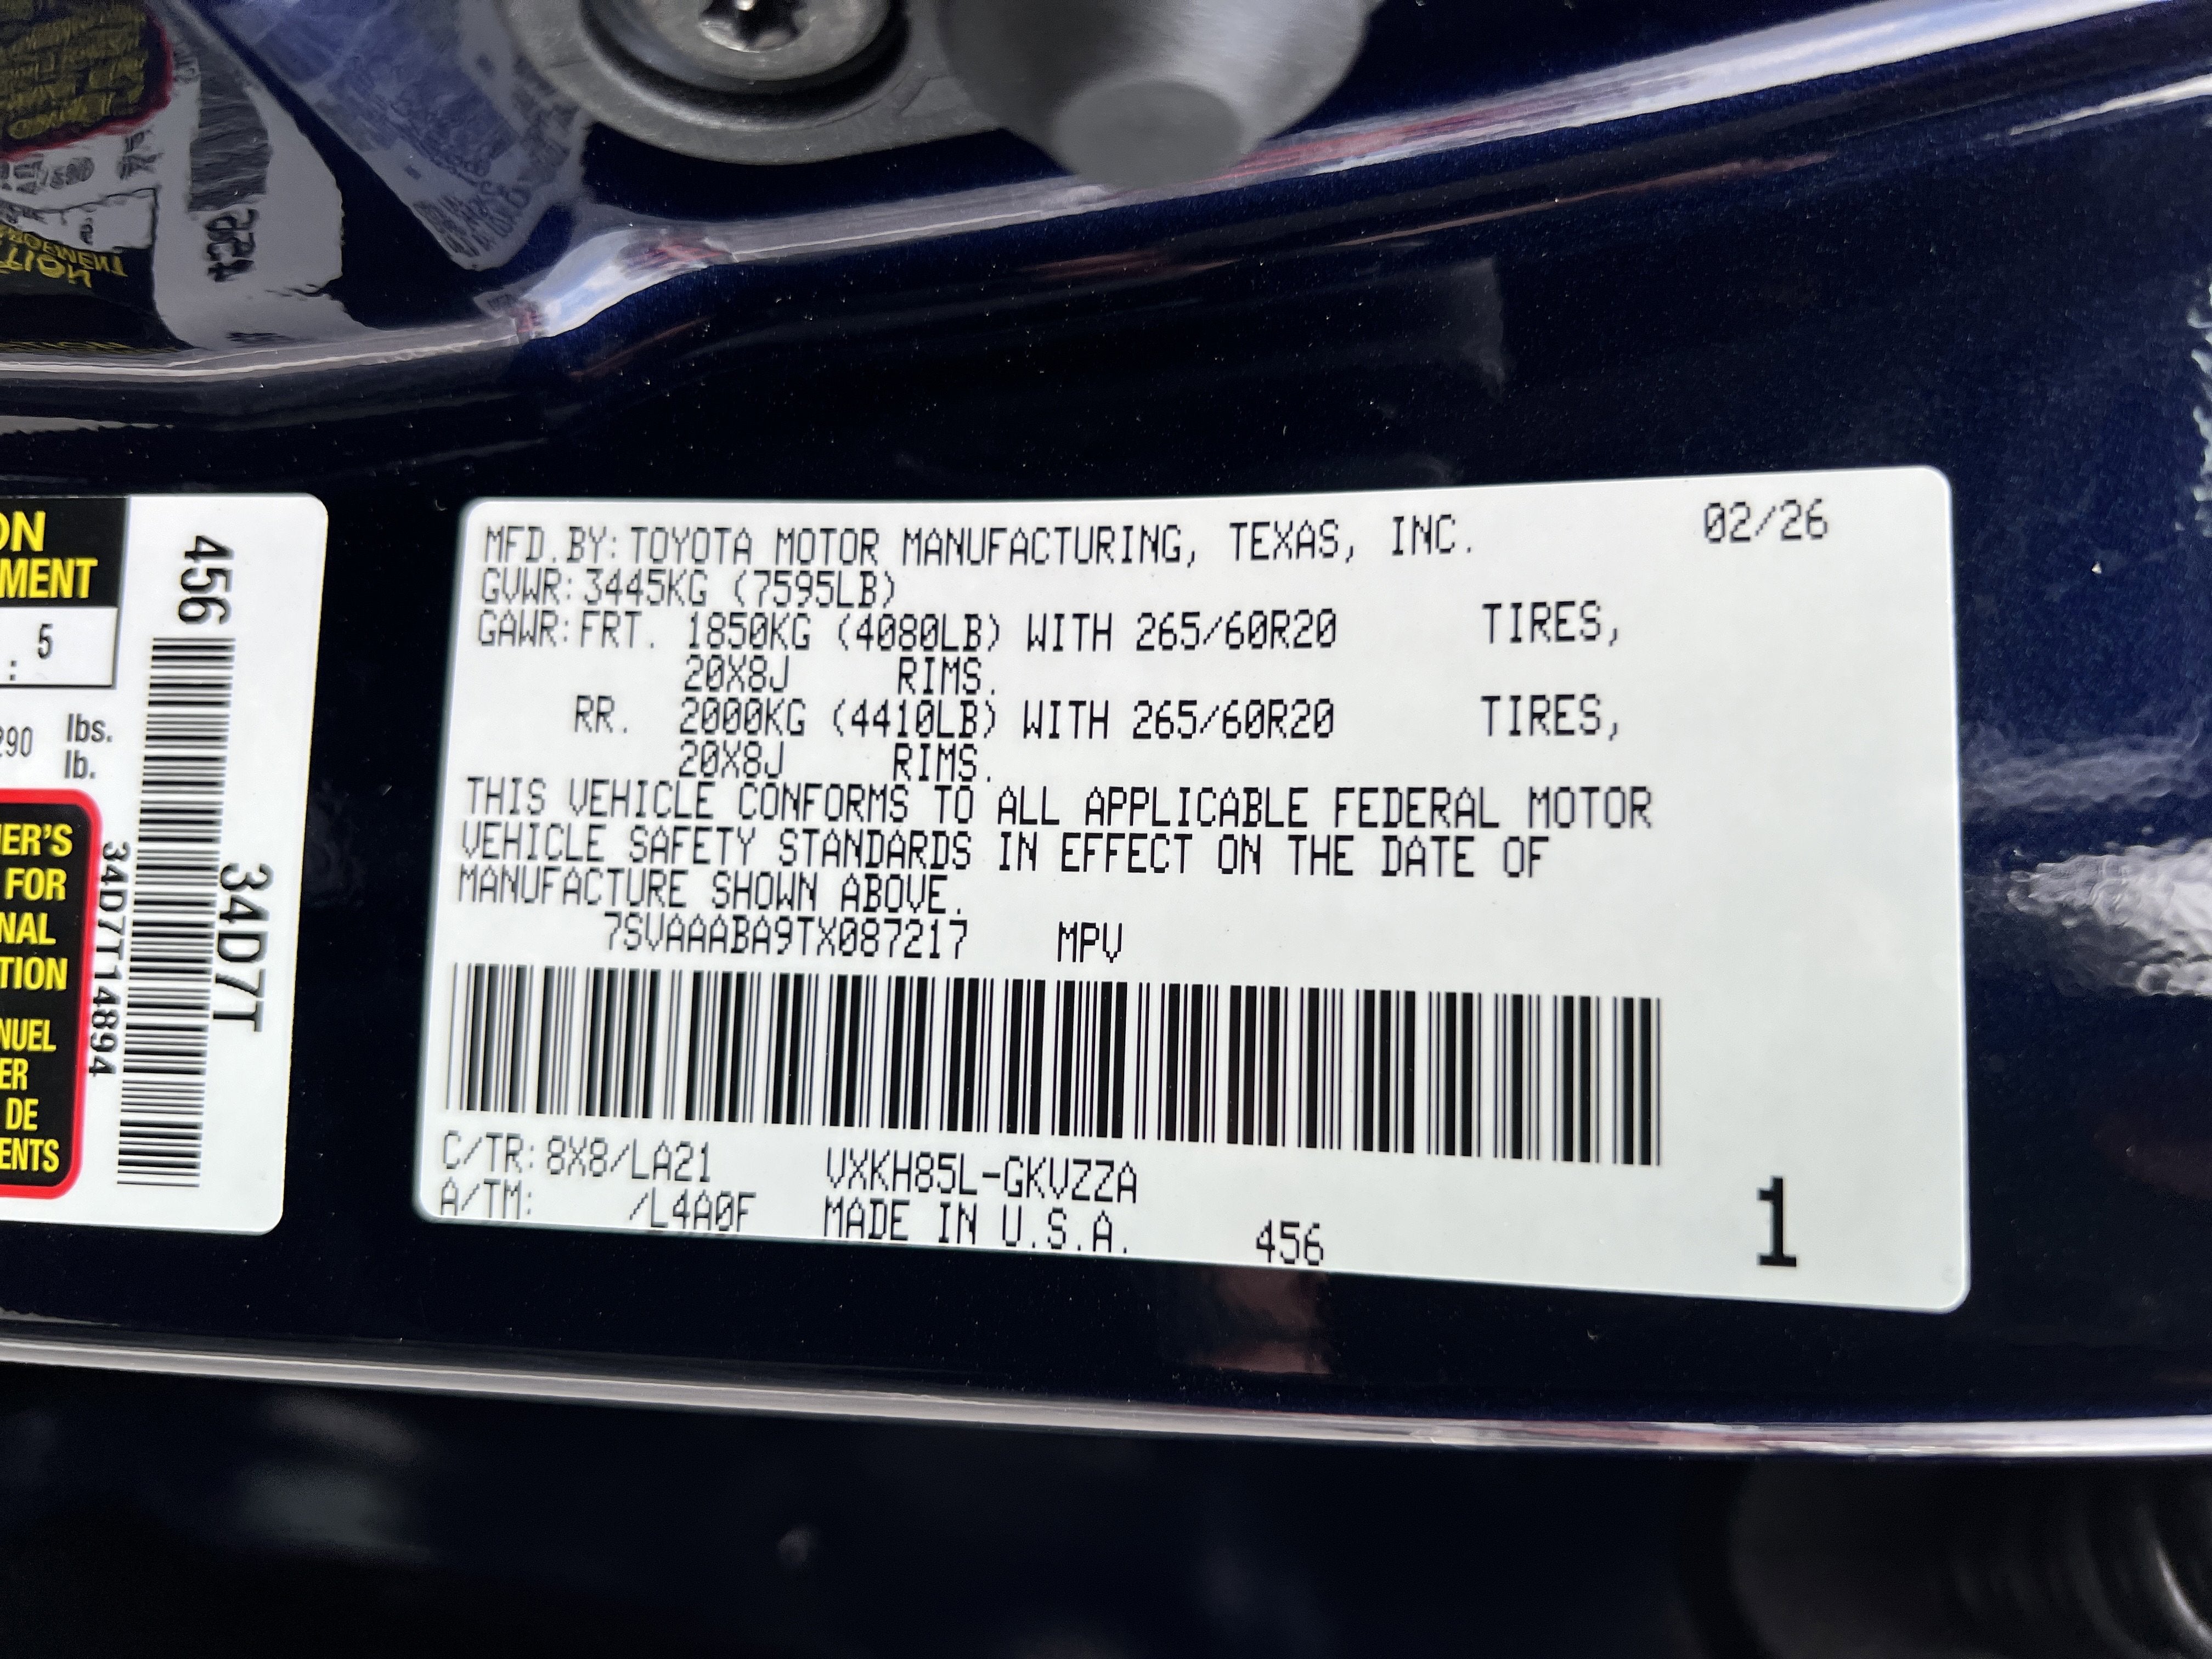 ON
MENT
: 5
290 lbs.
lb.
ER'S
FOR
NAL
TION
NUEL
ER
DE
ENTS
456
34D7T
34D7T148994
MFD.BY:TOYOTA MOTOR MANUFACTURING, TEXAS, INC. 02/26
GVWR:3445KG (7595LB)
GAWR:FRT. 1850KG (4080LB) WITH 265/60R20 TIRES,
20X8J RIMS.
RR. 2000KG (4410LB) WITH 265/60R20 TIRES,
20X8J RIMS.
THIS VEHICLE CONFORMS TO ALL APPLICABLE FEDERAL MOTOR
VEHICLE SAFETY STANDARDS IN EFFECT ON THE DATE OF
MANUFACTURE SHOWN ABOVE.
7SVAAABA9TX087217 MPV
C/TR:8X8/LA21 VXKH85L-GKVZZA
A/TM: /L4A0F MADE IN U.S.A. 456 1